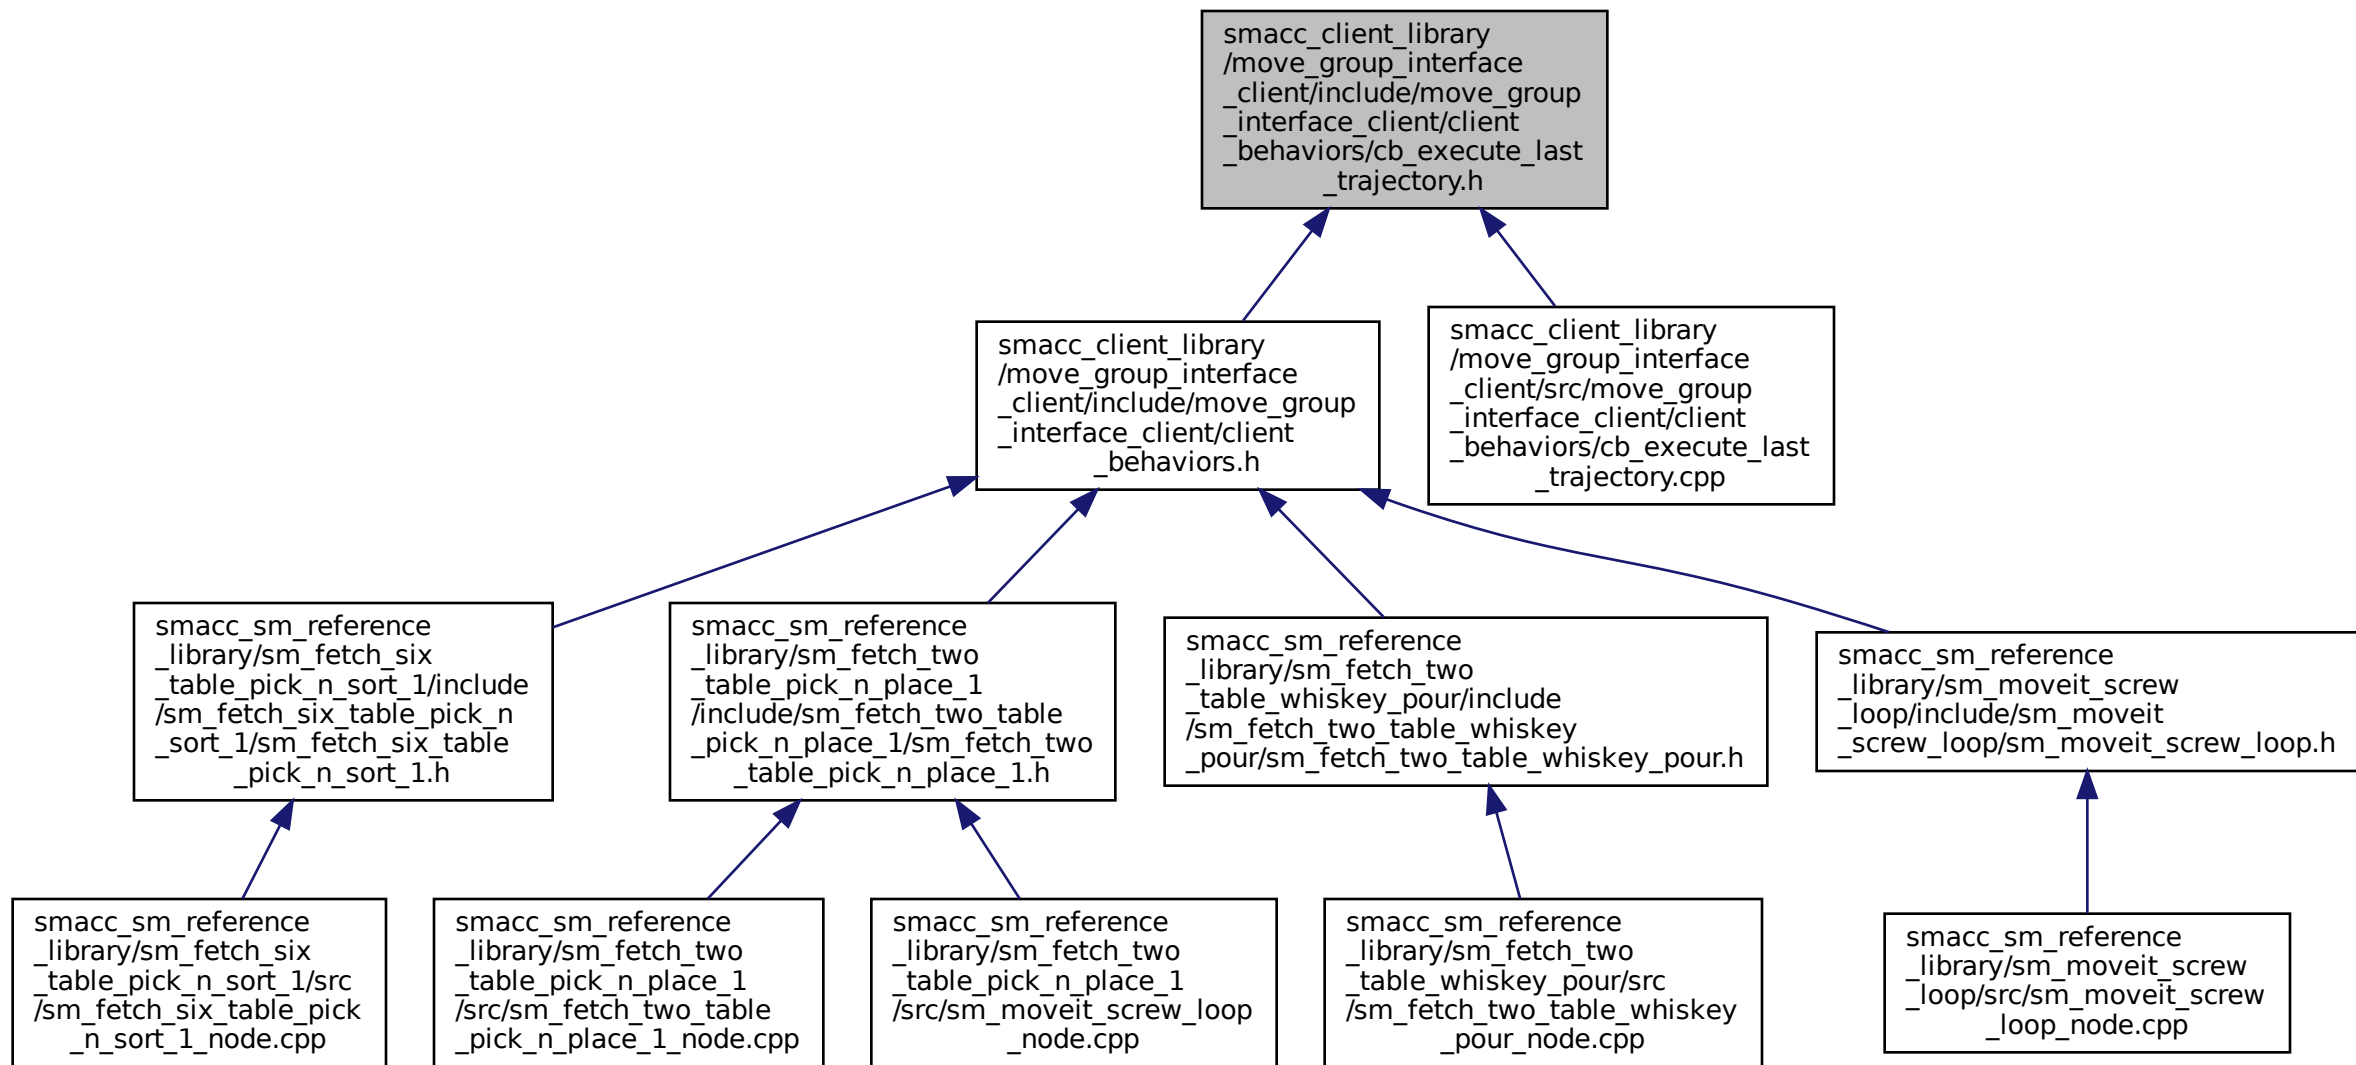 smacc_client_library
/move_group_interface
_client/include/move_group
_interface_client/client
_behaviors/cb_execute_last
_trajectory.h
smacc_client_library
/move_group_interface
_client/include/move_group
_interface_client/client
_behaviors.h
smacc_client_library
/move_group_interface
_client/src/move_group
_interface_client/client
_behaviors/cb_execute_last
_trajectory.cpp
smacc_sm_reference
_library/sm_fetch_six
_table_pick_n_sort_1/include
/sm_fetch_six_table_pick_n
_sort_1/sm_fetch_six_table
_pick_n_sort_1.h
smacc_sm_reference
_library/sm_fetch_two
_table_pick_n_place_1
/include/sm_fetch_two_table
_pick_n_place_1/sm_fetch_two
_table_pick_n_place_1.h
smacc_sm_reference
_library/sm_fetch_two
_table_whiskey_pour/include
/sm_fetch_two_table_whiskey
_pour/sm_fetch_two_table_whiskey_pour.h
smacc_sm_reference
_library/sm_moveit_screw
_loop/include/sm_moveit
_screw_loop/sm_moveit_screw_loop.h
smacc_sm_reference
_library/sm_fetch_six
_table_pick_n_sort_1/src
/sm_fetch_six_table_pick
_n_sort_1_node.cpp
smacc_sm_reference
_library/sm_fetch_two
_table_pick_n_place_1
/src/sm_fetch_two_table
_pick_n_place_1_node.cpp
smacc_sm_reference
_library/sm_fetch_two
_table_pick_n_place_1
/src/sm_moveit_screw_loop
_node.cpp
smacc_sm_reference
_library/sm_fetch_two
_table_whiskey_pour/src
/sm_fetch_two_table_whiskey
_pour_node.cpp
smacc_sm_reference
_library/sm_moveit_screw
_loop/src/sm_moveit_screw
_loop_node.cpp